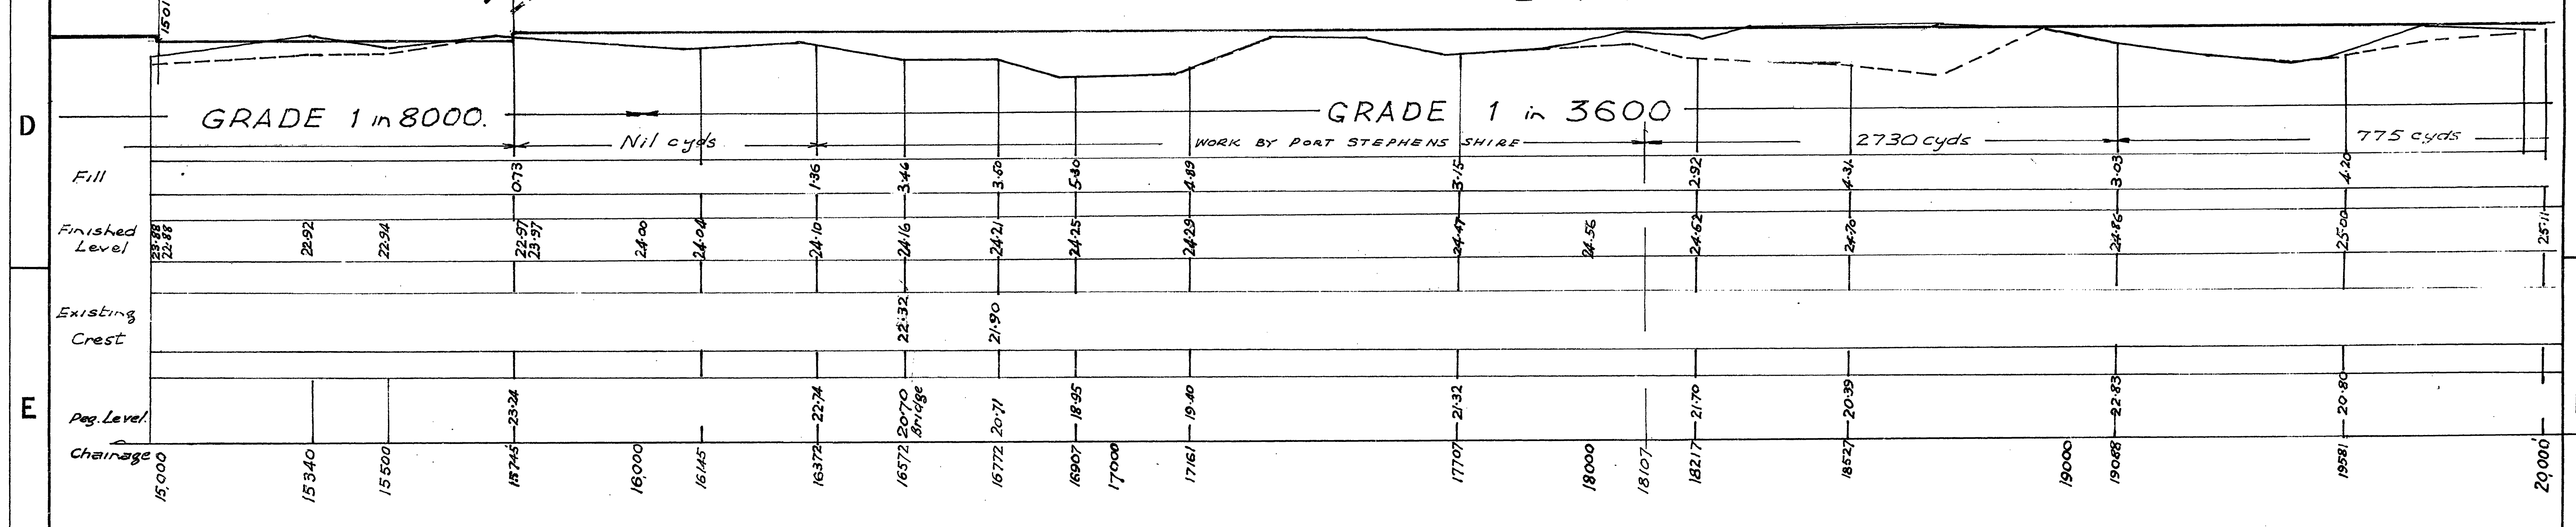 1501
D
GRADE 1 in 8000.
GRADE 1 in 3600
Nil cyds
WORK BY PORT STEPHENS SHIRE
2730 cyds
775 cyds
Fill
0.73 1.36 3.46 3.50 5.30 4.89 3.15 2.92 4.31 3.03 4.20
Finished Level
23.88 22.88 22.92 22.94 22.97 23.97 24.00 24.04 24.10 24.16 24.21 24.25 24.29 24.47 24.56 24.62 24.70 24.86 25.00 25.11
Existing Crest
22.32 21.90
E
Peg. Level.
23.24 22.74 20.70 Bridge 20.71 18.95 19.40 21.32 21.70 20.39 22.83 20.80
Chainage
15,000 15340 15500 15745 16,000 16145 16372 16572 16772 16907 17000 17161 17707 18000 18107 18217 18527 19000 19088 19581 20,000'